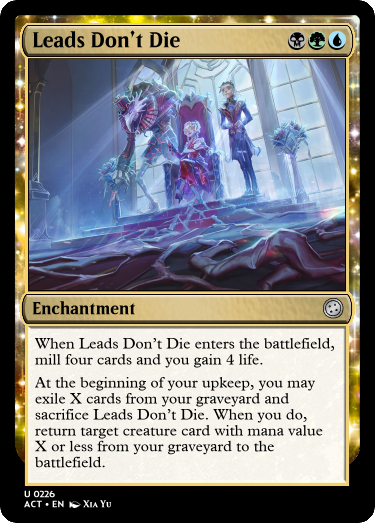 Leads Don't Die
Enchantment
When Leads Don't Die enters the battlefield,
mill four cards and you gain 4 life.
At the beginning of your upkeep, you may
exile X cards from your graveyard and
sacrifice Leads Don't Die. When you do,
return target creature card with mana value
X or less from your graveyard to the
battlefield.
U 0226
ACT • EN Xia Yu